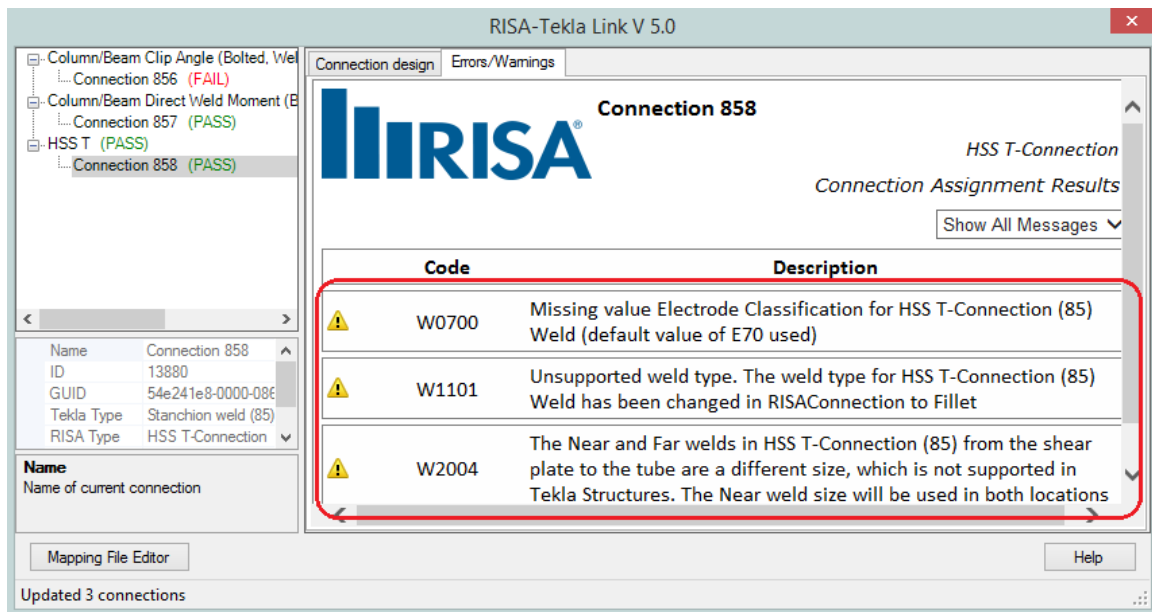 RISA-Tekla Link V 5.0
Column/Beam Clip Angle (Bolted, Wel
Connection 856 (FAIL)
Column/Beam Direct Weld Moment (B
Connection 857 (PASS)
HSS T (PASS)
Connection 858 (PASS)
Name Connection 858
ID 13880
GUID 54e241e8-0000-086
Tekla Type Stanchion weld (85)
RISA Type HSS T-Connection
Name
Name of current connection
Connection design Errors/Warnings
RISA®
Connection 858
HSS T-Connection
Connection Assignment Results
Show All Messages
Code Description
W0700 Missing value Electrode Classification for HSS T-Connection (85)
Weld (default value of E70 used)
W1101 Unsupported weld type. The weld type for HSS T-Connection (85)
Weld has been changed in RISAConnection to Fillet
The Near and Far welds in HSS T-Connection (85) from the shear
W2004 plate to the tube are a different size, which is not supported in
Tekla Structures. The Near weld size will be used in both locations
Mapping File Editor
Help
Updated 3 connections